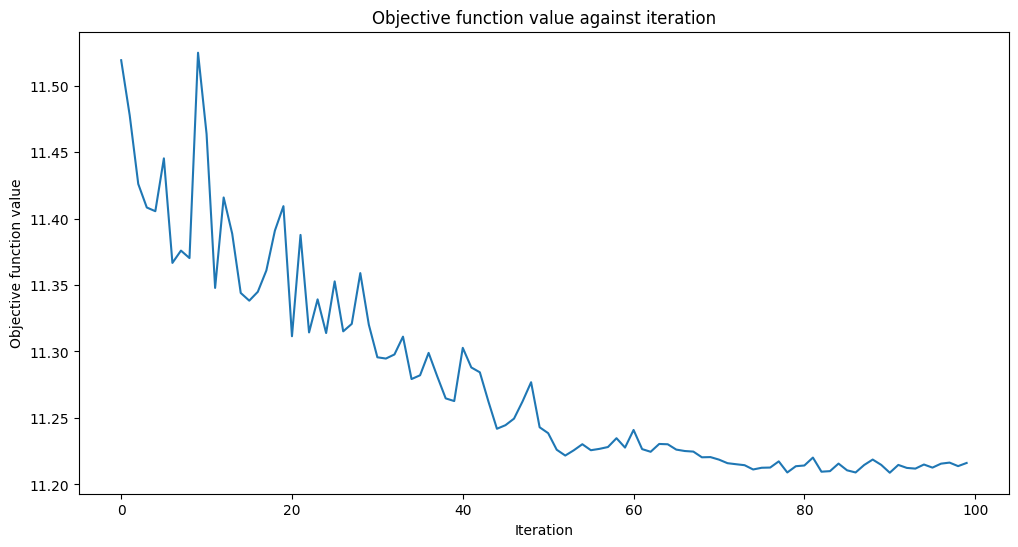 Objective function value against iteration
Objective function value
11.50
11.45
11.40
11.35
11.30
11.25
11.20
0 20 40 60 80 100
Iteration